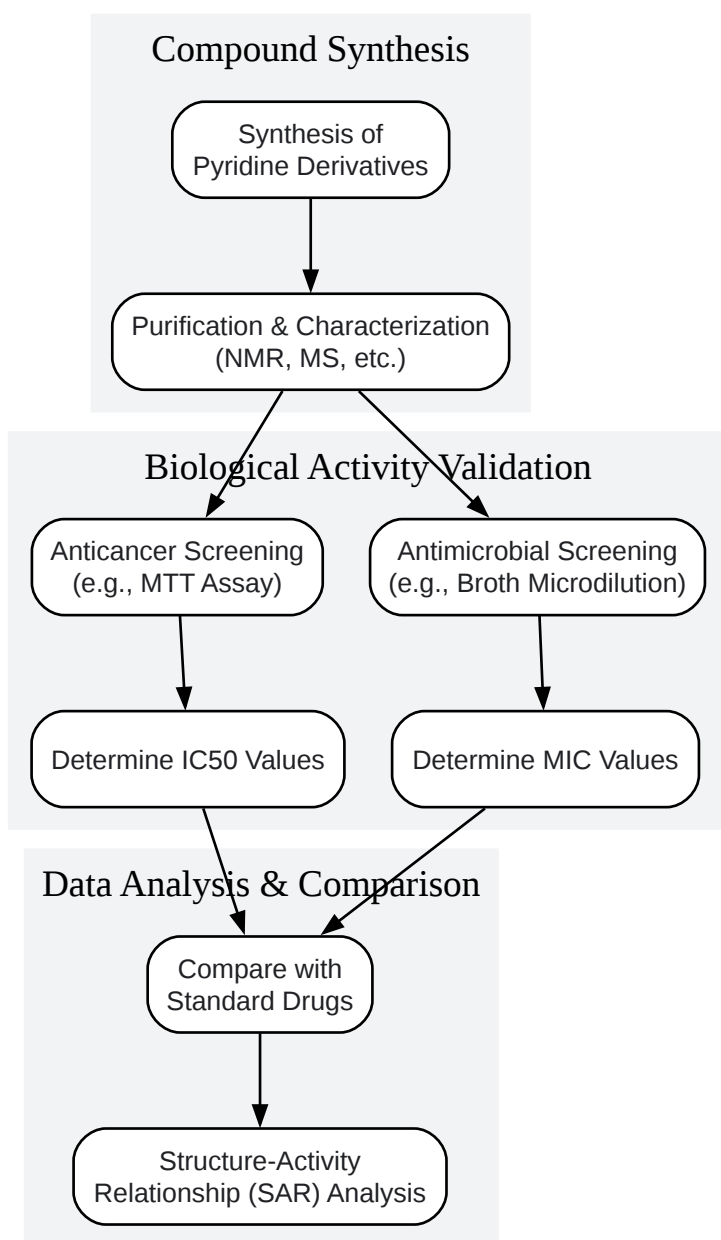 Compound Synthesis
Synthesis of
Pyridine Derivatives
Purification & Characterization
(NMR, MS, etc.)
Biological Activity Validation
Anticancer Screening
(e.g., MTT Assay)
Antimicrobial Screening
(e.g., Broth Microdilution)
Determine IC50 Values
Determine MIC Values
Data Analysis & Comparison
Compare with
Standard Drugs
Structure-Activity
Relationship (SAR) Analysis